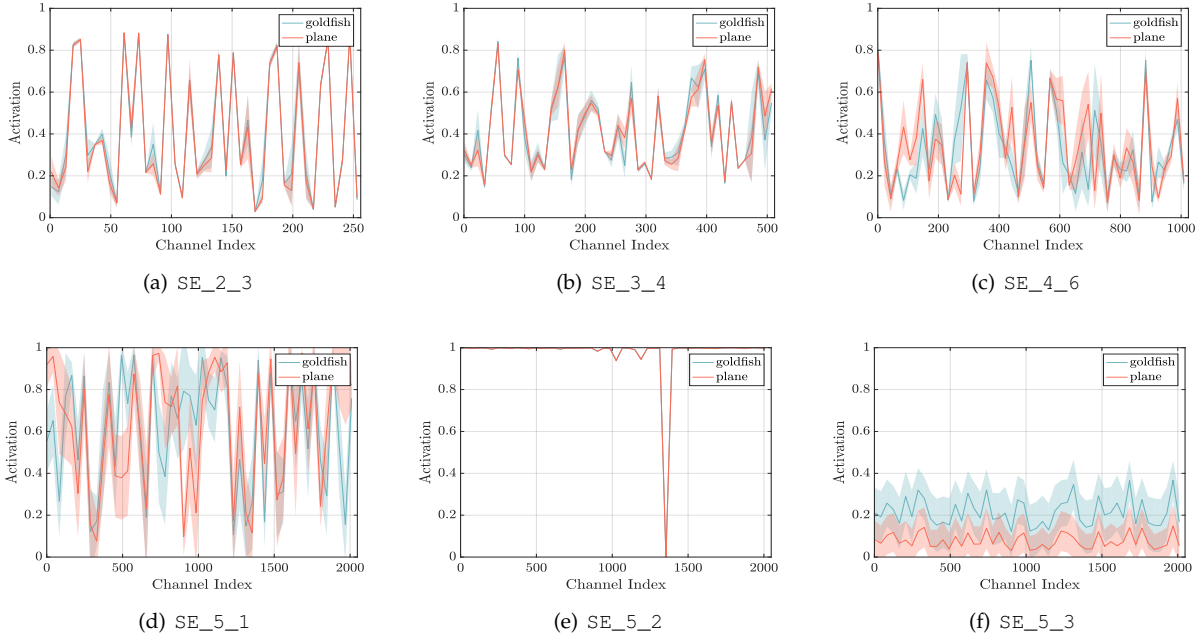 1
0.8
0.6
0.4
0.2
0
Activation
goldfish
plane
0 50 100 150 200 250
Channel Index
(a) SE_2_3
1
0.8
0.6
0.4
0.2
0
Activation
goldfish
plane
0 100 200 300 400 500
Channel Index
(b) SE_3_4
1
0.8
0.6
0.4
0.2
0
Activation
goldfish
plane
0 200 400 600 800 1000
Channel Index
(c) SE_4_6
1
0.8
0.6
0.4
0.2
0
Activation
goldfish
plane
0 500 1000 1500 2000
Channel Index
(d) SE_5_1
1
0.8
0.6
0.4
0.2
0
Activation
goldfish
plane
0 500 1000 1500 2000
Channel Index
(e) SE_5_2
1
0.8
0.6
0.4
0.2
0
Activation
goldfish
plane
0 500 1000 1500 2000
Channel Index
(f) SE_5_3